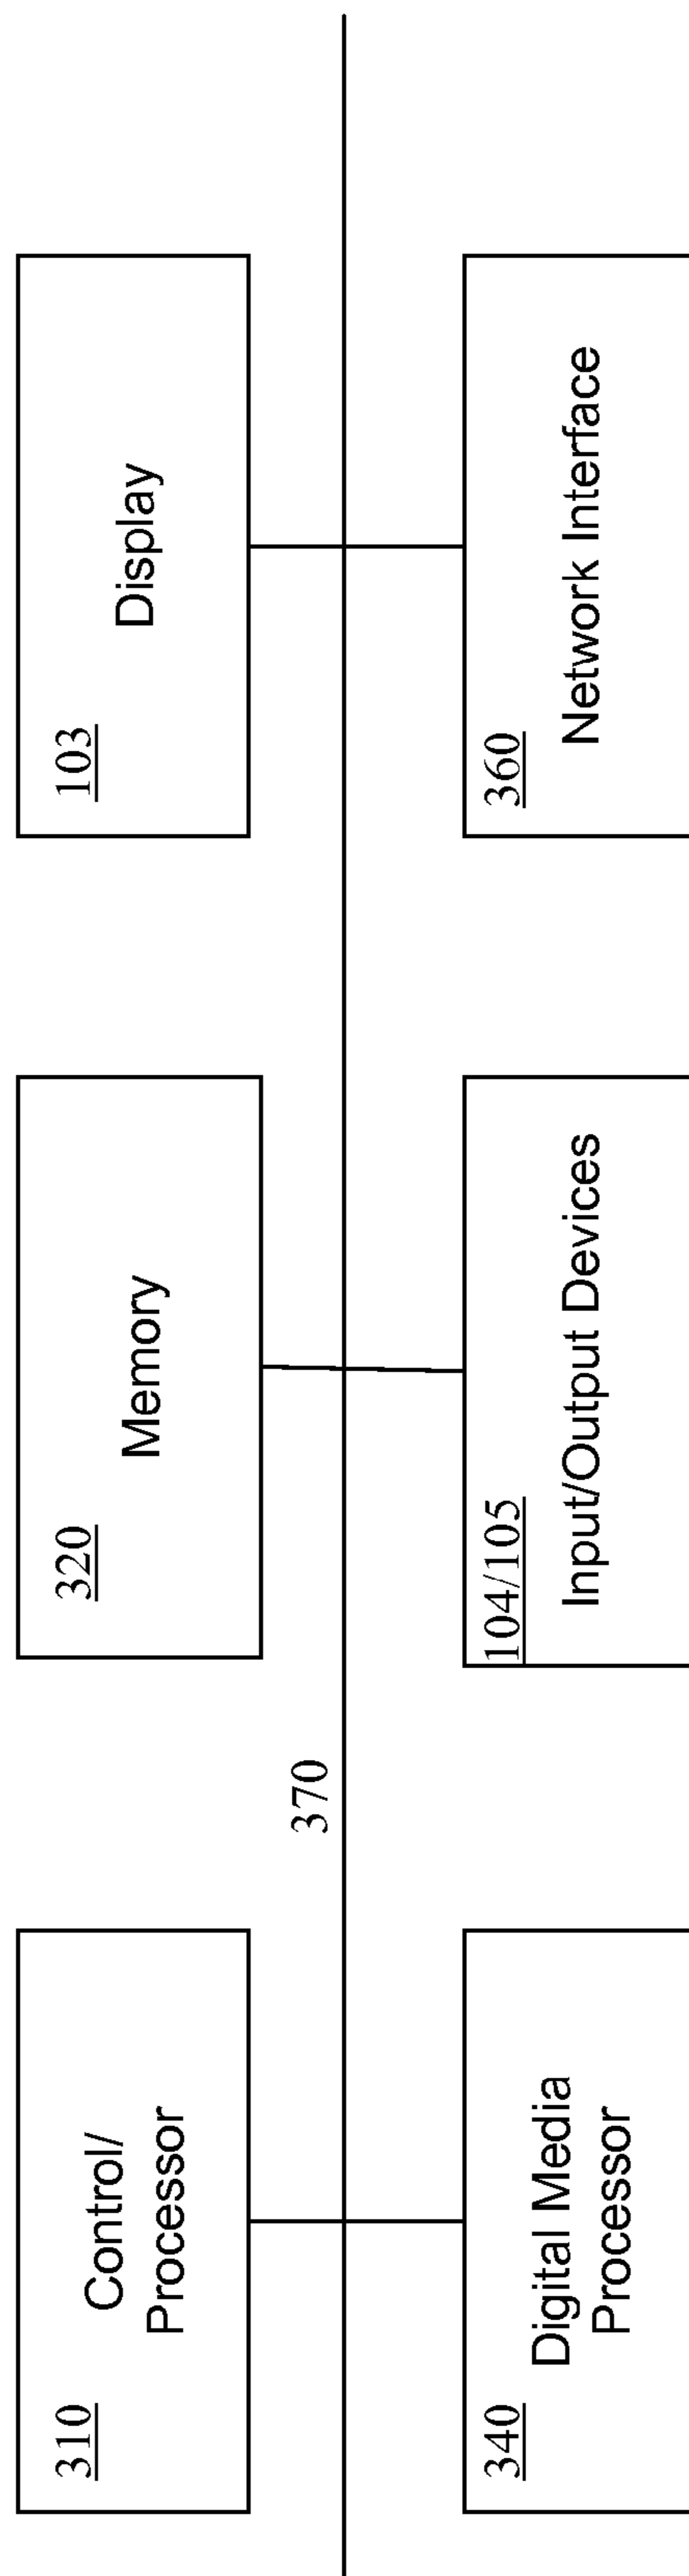 310
Control/
Processor
320
Memory
103
Display
370
340
Digital Media
Processor
104/105
Input/Output Devices
360
Network Interface